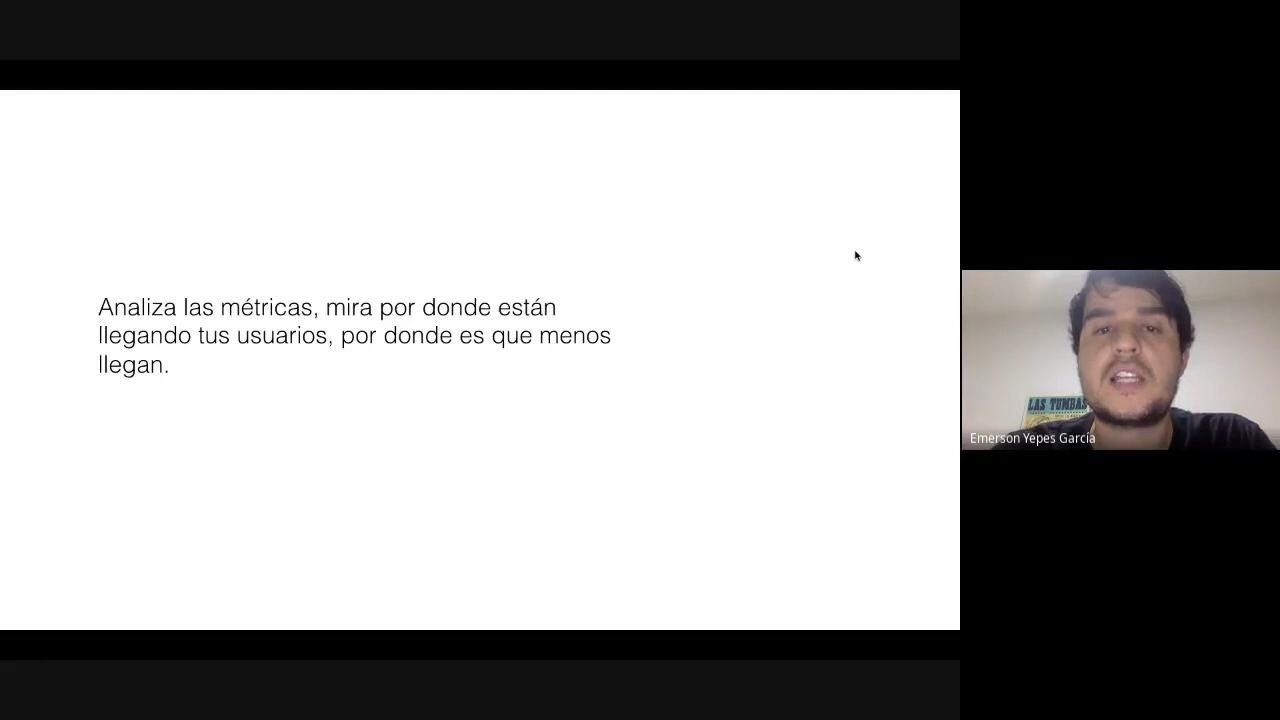 Analiza las métricas, mira por donde están
llegando tus usuarios, por donde es que menos
llegan.
LAS TUMBAS
Emerson Yepes García